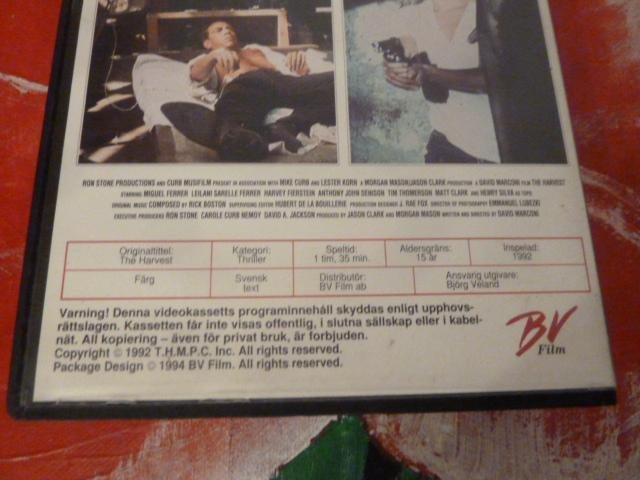 RON STONE PRODUCTIONS AND CURB MUSIFILM PRESENT IN ASSOCIATION WITH MIKE CURB AND LESTER KORN A MORGAN MASON/JASON CLARK PRODUCTION A DAVID MARCONI FILM THE HARVEST
STARRING MIGUEL FERRER LEILANI SARELLE FERRER HARVEY FIERSTEIN ANTHONY JOHN DENISON TIM THOMERSON MATT CLARK AND HENRY SILVA AS TOPO
ORIGINAL MUSIC COMPOSED BY RICK BOSTON SUPERVISING EDITOR HUBERT DE LA BOUILLERIE PRODUCTION DESIGNER J. RAE FOX DIRECTOR OF PHOTOGRAPHY EMMANUEL LUBEZKI
EXECUTIVE PRODUCERS RON STONE CAROLE CURB NEMOY DAVID A. JACKSON PRODUCED BY JASON CLARK AND MORGAN MASON WRITTEN AND DIRECTED BY DAVID MARCONI
Originaltitel: Kategori: Speltid: Åldersgräns: Inspelad:
The Harvest Thriller 1 tim, 35 min. 15 år 1992
Färg Svensk Distributör: Ansvarig utgivare:
text BV Film ab Björg Veland
Varning! Denna videokassetts programinnehåll skyddas enligt upphovs-
rättslagen. Kassetten får inte visas offentlig, i slutna sällskap eller i kabel-
nät. All kopiering – även för privat bruk, är forbjuden.
Copyright © 1992 T.H.M.P.C. Inc. All rights reserved.
Package Design © 1994 BV Film. All rights reserved.
BV
Film